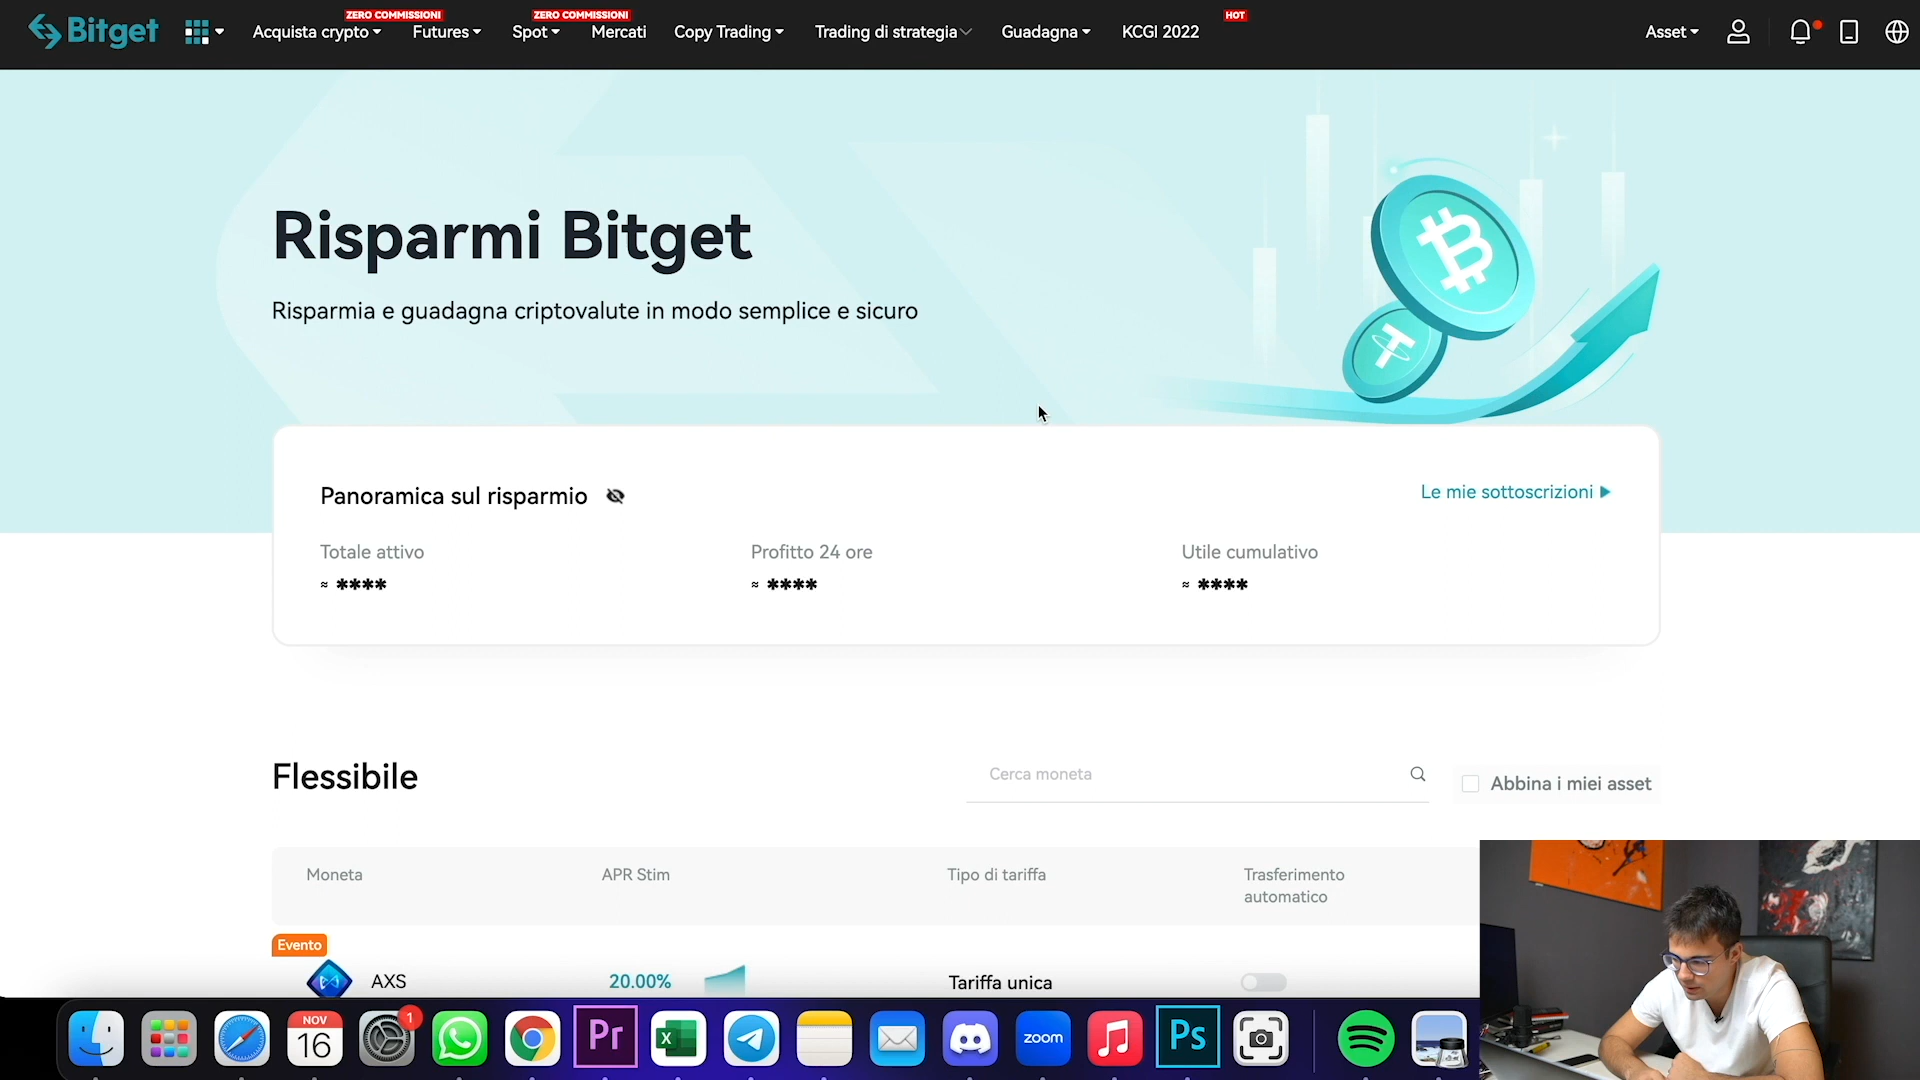 ZERO COMMISSIONI
ZERO COMMISSIONI
HOT
Bitget
Acquista crypto
Futures
Spot
Mercati
Copy Trading
Trading di strategia
Guadagna
KCGI 2022
Asset
Risparmi Bitget
Risparmia e guadagna criptovalute in modo semplice e sicuro
Panoramica sul risparmio
Le mie sottoscrizioni
Totale attivo
Profitto 24 ore
Utile cumulativo
≈ ****
≈ ****
≈ ****
Flessibile
Cerca moneta
Abbina i miei asset
Moneta
APR Stim
Tipo di tariffa
Trasferimento
automatico
Evento
AXS
20.00%
Tariffa unica
NOV
16
1
Pr
X
zoom
Ps